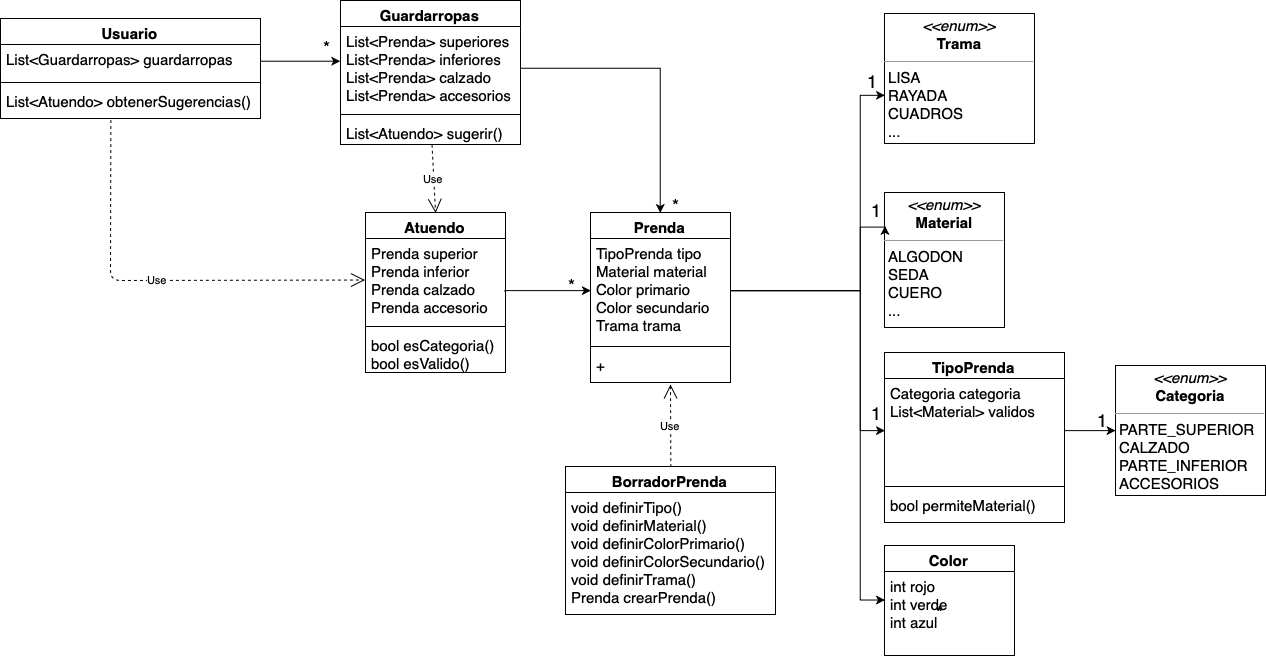 Usuario
List<Guardarropas> guardarropas
List<Atuendo> obtenerSugerencias()
*
Guardarropas
List<Prenda> superiores
List<Prenda> inferiores
List<Prenda> calzado
List<Prenda> accesorios
List<Atuendo> sugerir()
Use
Use
Atuendo
Prenda superior
Prenda inferior
Prenda calzado
Prenda accesorio
bool esCategoria()
bool esValido()
*
*
Prenda
TipoPrenda tipo
Material material
Color primario
Color secundario
Trama trama
+
Use
BorradorPrenda
void definirTipo()
void definirMaterial()
void definirColorPrimario()
void definirColorSecundario()
void definirTrama()
Prenda crearPrenda()
1
<<enum>>
Trama
LISA
RAYADA
CUADROS
...
1
<<enum>>
Material
ALGODON
SEDA
CUERO
...
1
TipoPrenda
Categoria categoria
List<Material> validos
bool permiteMaterial()
1
<<enum>>
Categoria
PARTE_SUPERIOR
CALZADO
PARTE_INFERIOR
ACCESORIOS
Color
int rojo
int verde
*
int azul